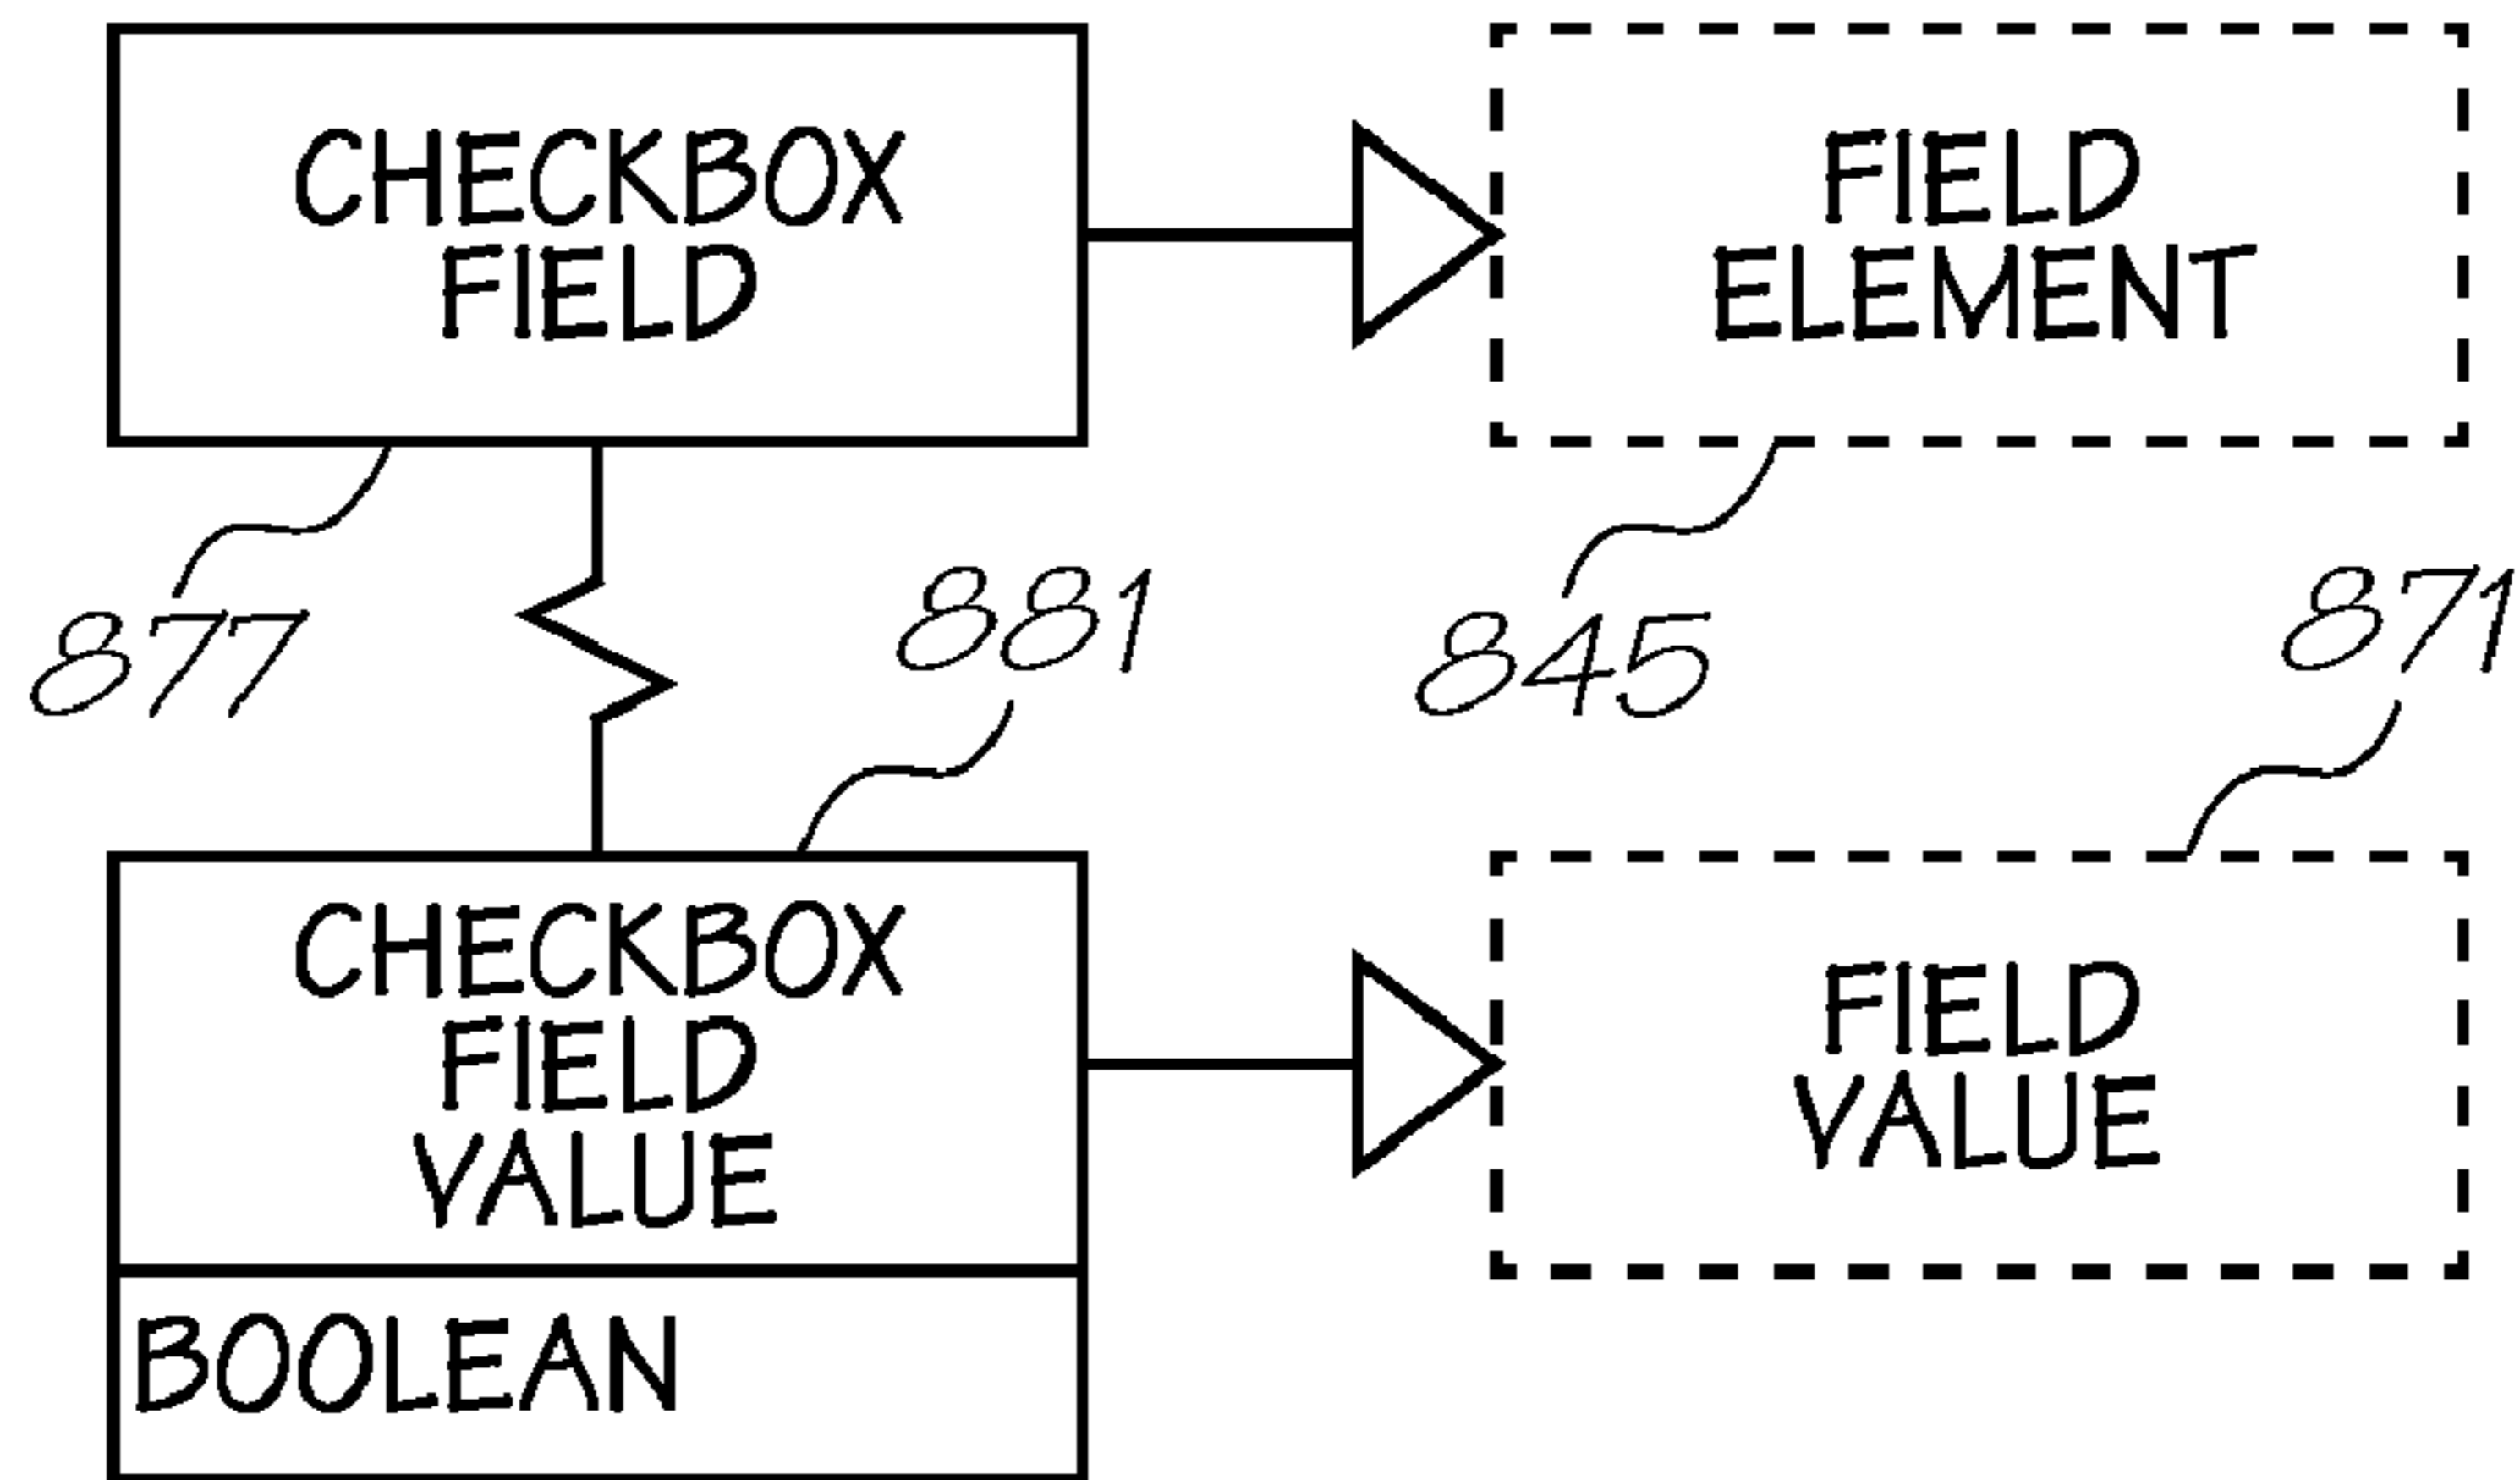 CHECKBOX
FIELD
FIELD
ELEMENT
877
881
845
871
CHECKBOX
FIELD
VALUE
BOOLEAN
FIELD
VALUE